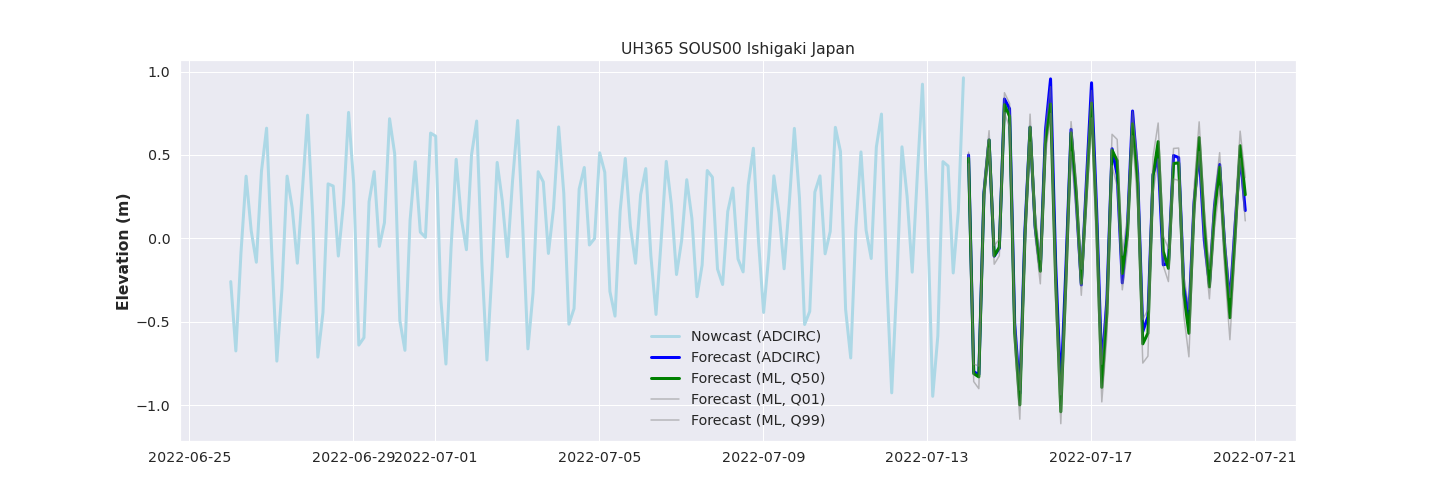 UH365 SOUS00 Ishigaki Japan
Elevation (m)
1.0
0.5
0.0
−0.5
−1.0
Nowcast (ADCIRC)
Forecast (ADCIRC)
Forecast (ML, Q50)
Forecast (ML, Q01)
Forecast (ML, Q99)
2022-06-25 2022-06-29 2022-07-01 2022-07-05 2022-07-09 2022-07-13 2022-07-17 2022-07-21